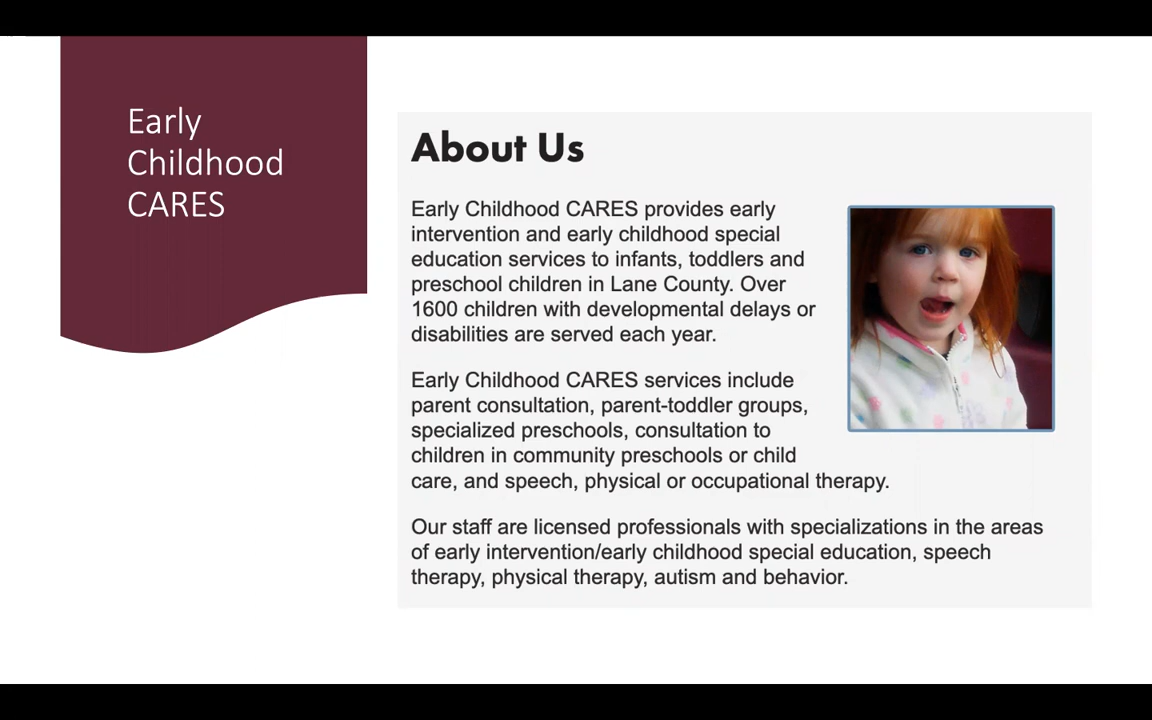 Early
Childhood
CARES
About Us
Early Childhood CARES provides early
intervention and early childhood special
education services to infants, toddlers and
preschool children in Lane County. Over
1600 children with developmental delays or
disabilities are served each year.
Early Childhood CARES services include
parent consultation, parent-toddler groups,
specialized preschools, consultation to
children in community preschools or child
care, and speech, physical or occupational therapy.
Our staff are licensed professionals with specializations in the areas
of early intervention/early childhood special education, speech
therapy, physical therapy, autism and behavior.